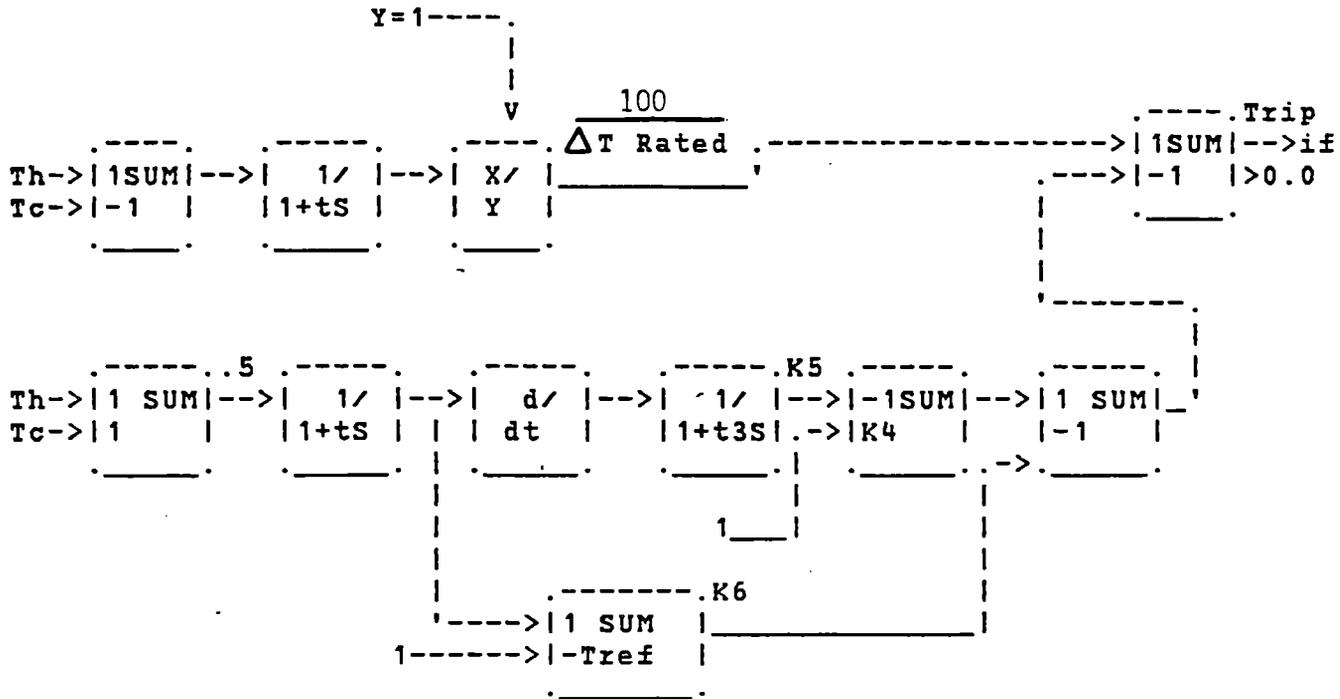 Y=1
100
ΔT Rated
Trip
Th->|1SUM|-->| 1/ |-->| X/ |
|1SUM|-->if
Tc->|-1 | |1+tS | | Y |
--->|-1 |>0.0
.5 K5
Th->|1 SUM|-->| 1/ |-->| d/ |-->| 1/ |-->|-1SUM|-->|1 SUM|
Tc->|1 | |1+tS | | dt | |1+t3S|.->|K4 | |-1 |
1
K6
|1 SUM |
1------>|-Tref |